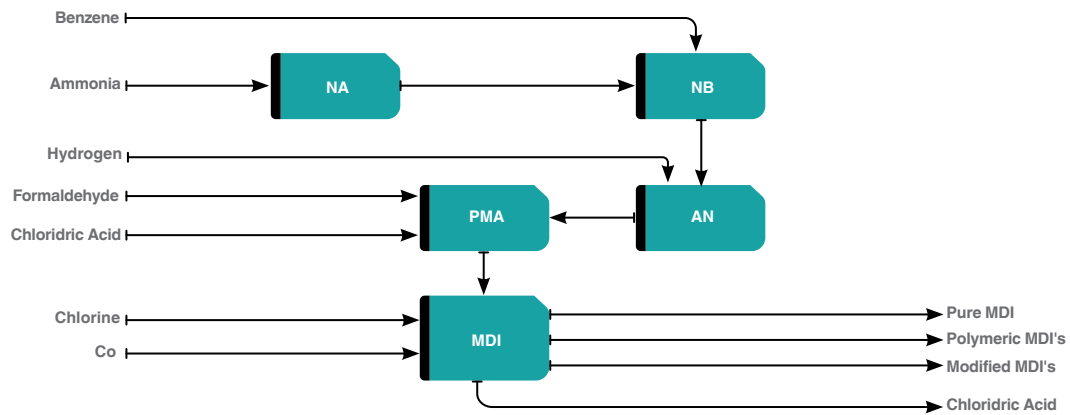 Benzene
Ammonia
NA
NB
Hydrogen
Formaldehyde
PMA
AN
Chloridric Acid
Chlorine
Co
MDI
Pure MDI
Polymeric MDI's
Modified MDI's
Chloridric Acid